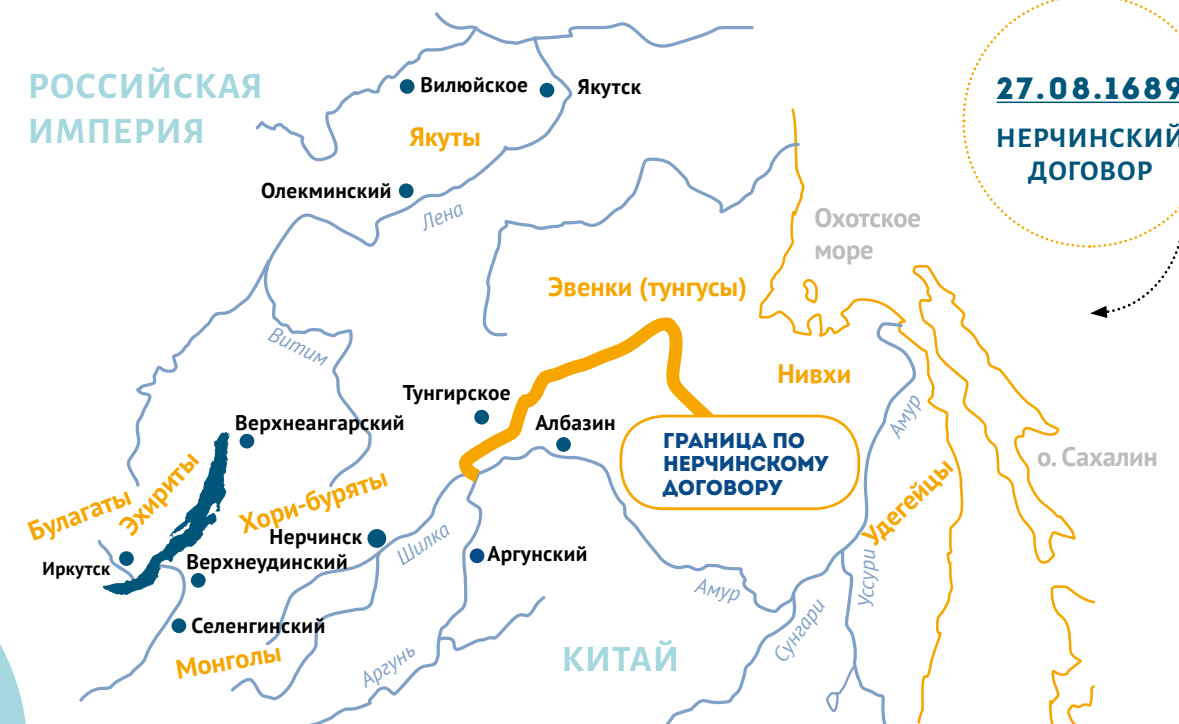 РОССИЙСКАЯ
ИМПЕРИЯ
Вилюйское
Якутск
27.08.1689
НЕРЧИНСКИЙ
ДОГОВОР
Якуты
Олекминский
Лена
Охотское
море
Эвенки (тунгусы)
Витим
Нивхи
Тунгирское
Амур
Верхнеангарский
Албазин
ГРАНИЦА ПО
НЕРЧИНСКОМУ
ДОГОВОРУ
о. Сахалин
Булагаты
Эхириты
Хори-буряты
Удегейцы
Нерчинск
Шилка
Иркутск
Верхнеудинский
Аргунский
Амур
Уссури
Селенгинский
Сунгари
Монголы
Аргунь
КИТАЙ